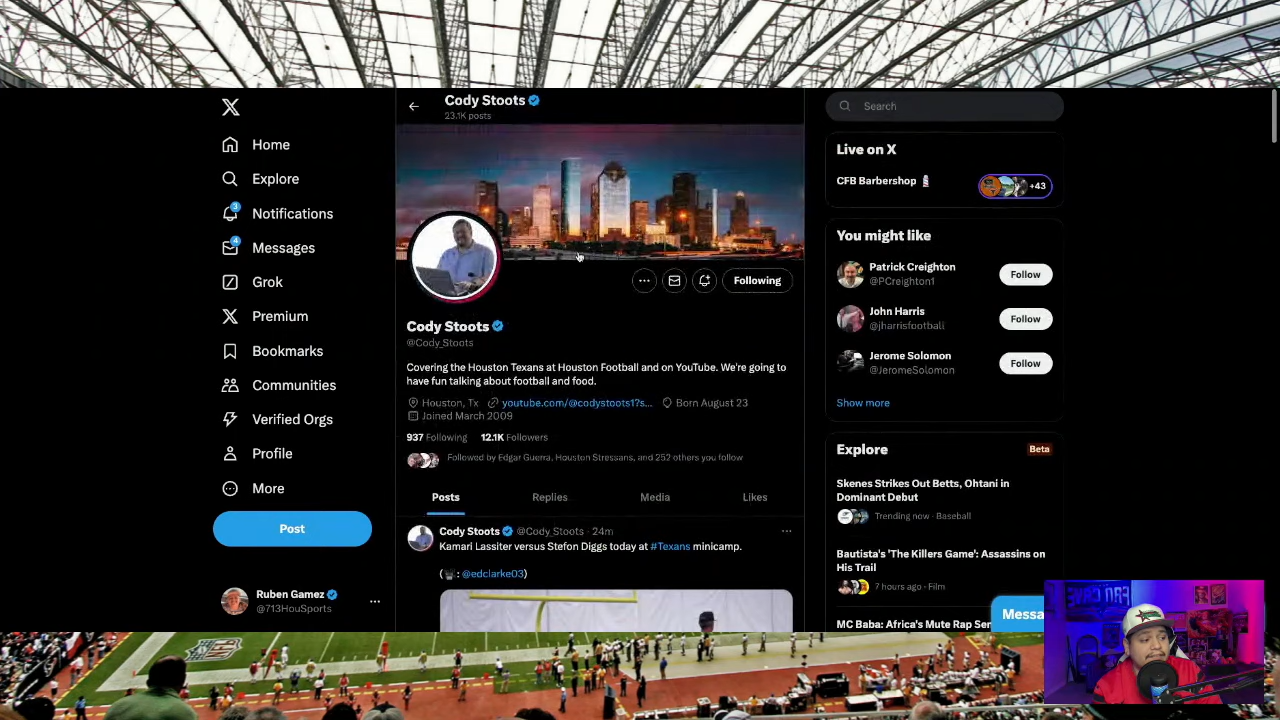 Home
Explore
3
Notifications
4
Messages
Grok
Premium
Bookmarks
Communities
Verified Orgs
Profile
More
Post
Ruben Gamez
@713HouSports
Cody Stoots
23.1K posts
Following
Cody Stoots
@Cody_Stoots
Covering the Houston Texans at Houston Football and on YouTube. We're going to
have fun talking about football and food.
Houston, Tx youtube.com/@codystoots1?s... Born August 23
Joined March 2009
937 Following 12.1K Followers
Followed by Edgar Guerra, Houston Stressans, and 252 others you follow
Posts Replies Media Likes
Cody Stoots @Cody_Stoots · 24m
Kamari Lassiter versus Stefon Diggs today at #Texans minicamp.
( : @edclarke03)
Search
Live on X
CFB Barbershop
+43
You might like
Patrick Creighton
@PCreighton1
Follow
John Harris
@jharrisfootball
Follow
Jerome Solomon
@JeromeSolomon
Follow
Show more
Explore
Beta
Skenes Strikes Out Betts, Ohtani in
Dominant Debut
Trending now · Baseball
Bautista's 'The Killers Game': Assassins on
His Trail
7 hours ago · Film
MC Baba: Africa's Mute Rap Sen
Messa
NFL